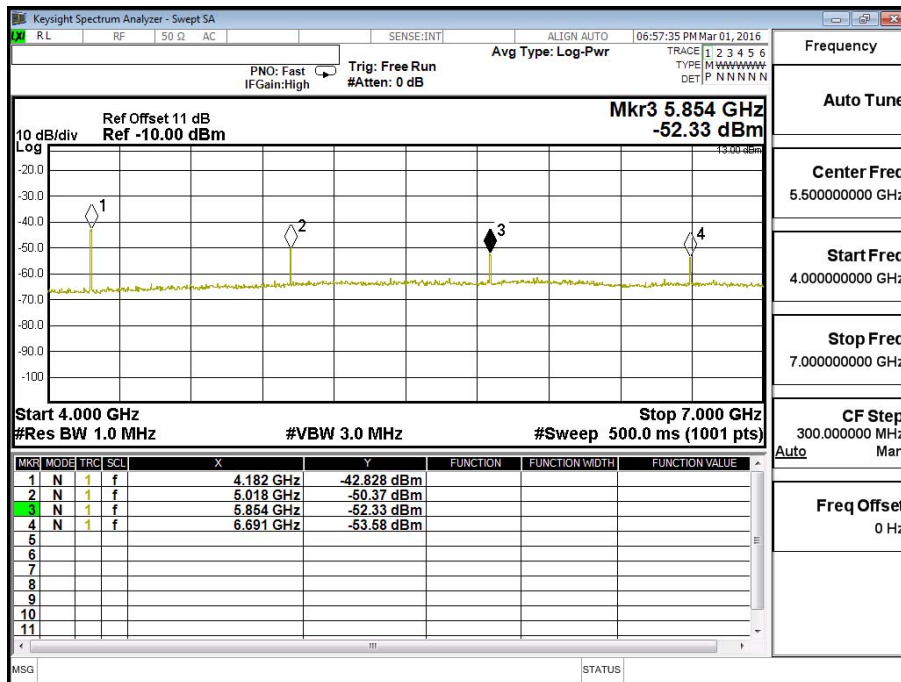 Keysight Spectrum Analyzer - Swept SA
LXI RL RF 50 Ω AC SENSE:INT ALIGN AUTO 06:57:35 PM Mar 01, 2016
Avg Type: Log-Pwr
TRACE 1 2 3 4 5 6
TYPE M WWWWW
DET P N N N N N
PNO: Fast
IFGain:High
Trig: Free Run
#Atten: 0 dB
Frequency
Auto Tune
Center Freq
5.500000000 GHz
Start Freq
4.000000000 GHz
Stop Freq
7.000000000 GHz
CF Step
300.000000 MHz
Auto Man
Freq Offset
0 Hz
Mkr3 5.854 GHz
-52.33 dBm
Ref Offset 11 dB
10 dB/div Ref -10.00 dBm
Log
13.00 dBm
-20.0
-30.0
-40.0
-50.0
-60.0
-70.0
-80.0
-90.0
-100
1
2
3
4
Start 4.000 GHz Stop 7.000 GHz
#Res BW 1.0 MHz #VBW 3.0 MHz #Sweep 500.0 ms (1001 pts)
MKR MODE TRC SCL X Y FUNCTION FUNCTION WIDTH FUNCTION VALUE
1 N 1 f 4.182 GHz -42.828 dBm
2 N 1 f 5.018 GHz -50.37 dBm
3 N 1 f 5.854 GHz -52.33 dBm
4 N 1 f 6.691 GHz -53.58 dBm
5
6
7
8
9
10
11
MSG STATUS